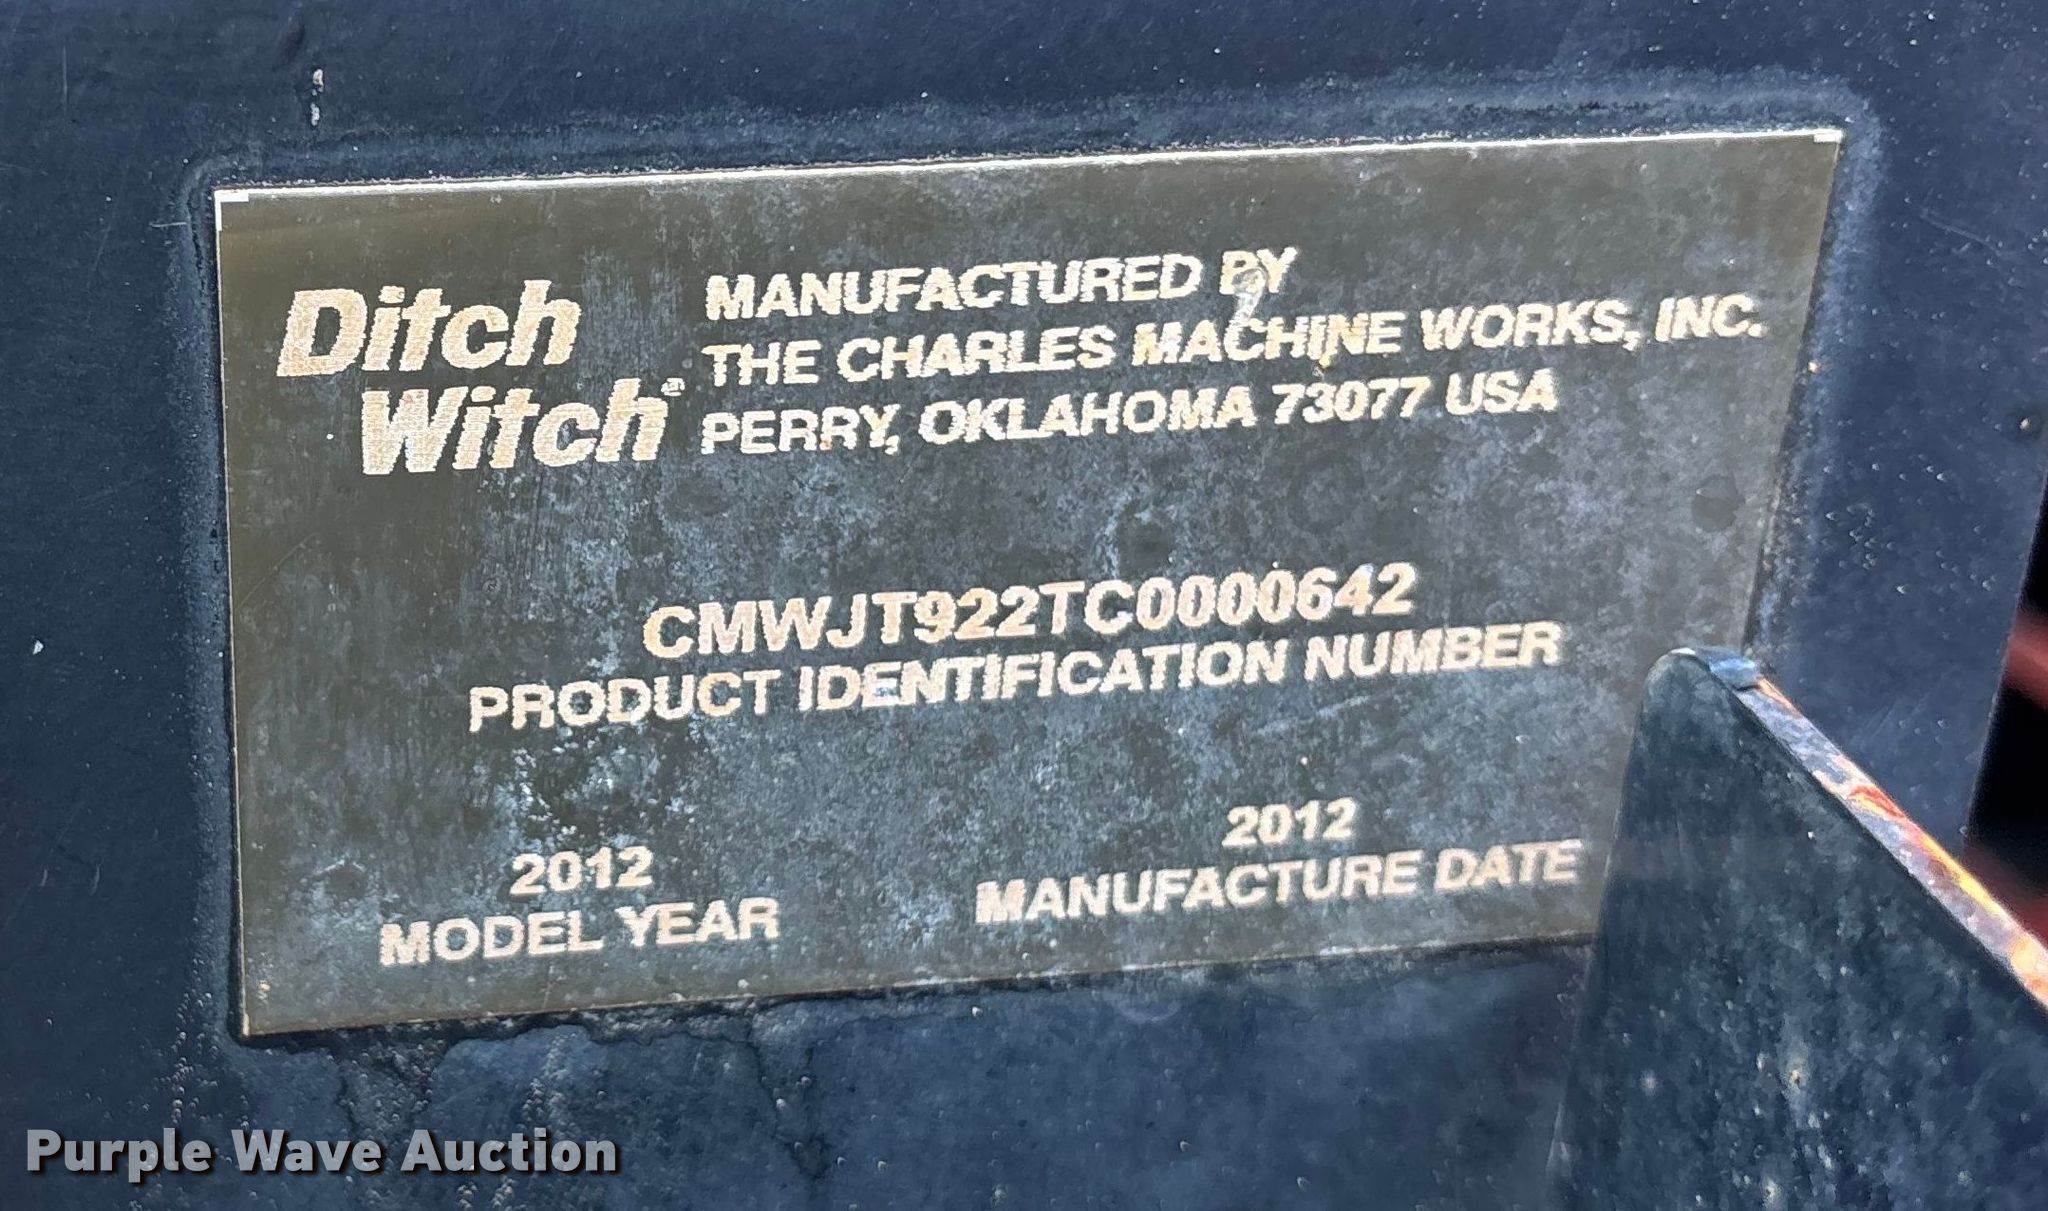 Ditch
Witch®
MANUFACTURED BY
THE CHARLES MACHINE WORKS, INC.
PERRY, OKLAHOMA 73077 USA
CMWJT922TC0000642
PRODUCT IDENTIFICATION NUMBER
2012
MODEL YEAR
2012
MANUFACTURE DATE
Purple Wave Auction